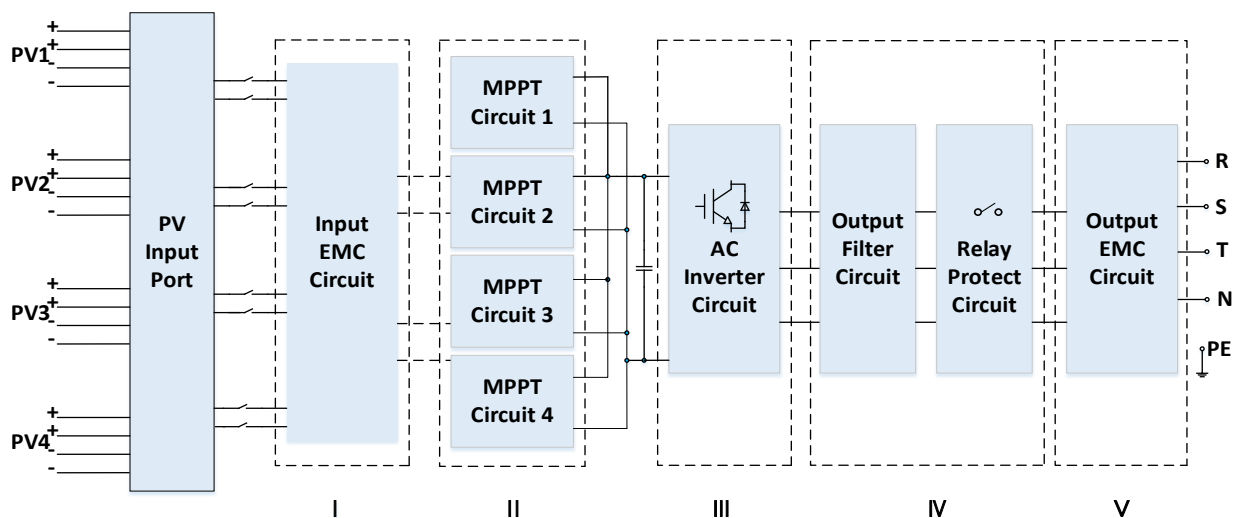 +
PV1
+
-
-
+
PV2
+
-
-
+
PV3
+
-
-
+
PV4
+
-
-
PV
Input
Port
Input
EMC
Circuit
MPPT
Circuit 1
MPPT
Circuit 2
MPPT
Circuit 3
MPPT
Circuit 4
AC
Inverter
Circuit
Output
Filter
Circuit
Relay
Protect
Circuit
Output
EMC
Circuit
R
S
T
N
PE
I
II
III
IV
V